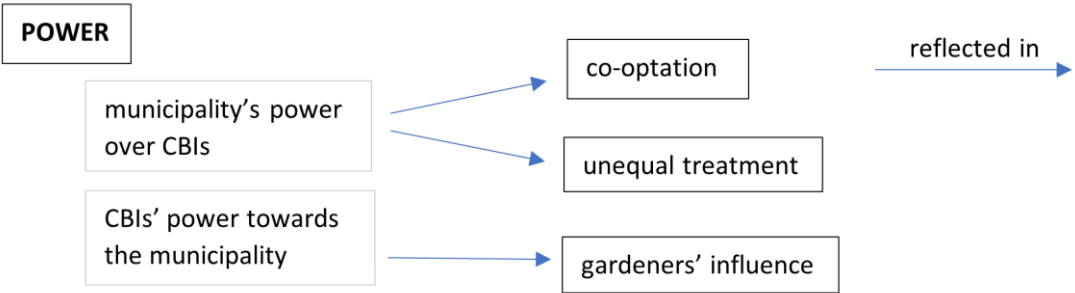 POWER
municipality’s power
over CBIs
CBIs’ power towards
the municipality
co-optation
unequal treatment
gardeners’ influence
reflected in